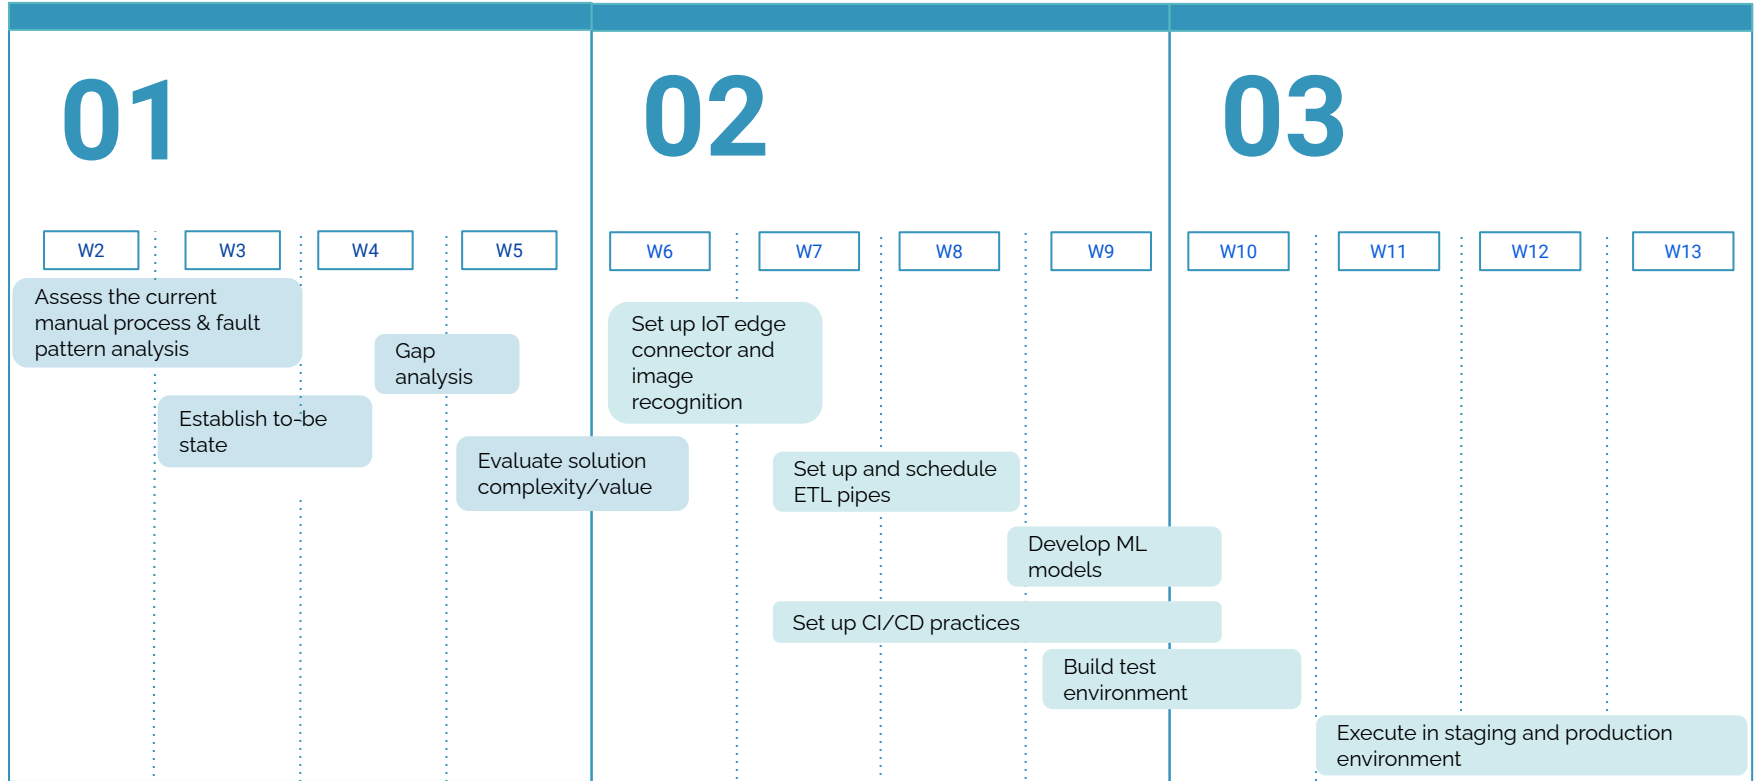 01
02
03
W2
W3
W4
W5
W6
W7
W8
W9
W10
W11
W12
W13
Assess the current
manual process & fault
pattern analysis
Gap
analysis
Establish to-be
state
Evaluate solution
complexity/value
Set up IoT edge
connector and
image
recognition
Set up and schedule
ETL pipes
Develop ML
models
Set up CI/CD practices
Build test
environment
Execute in staging and production
environment